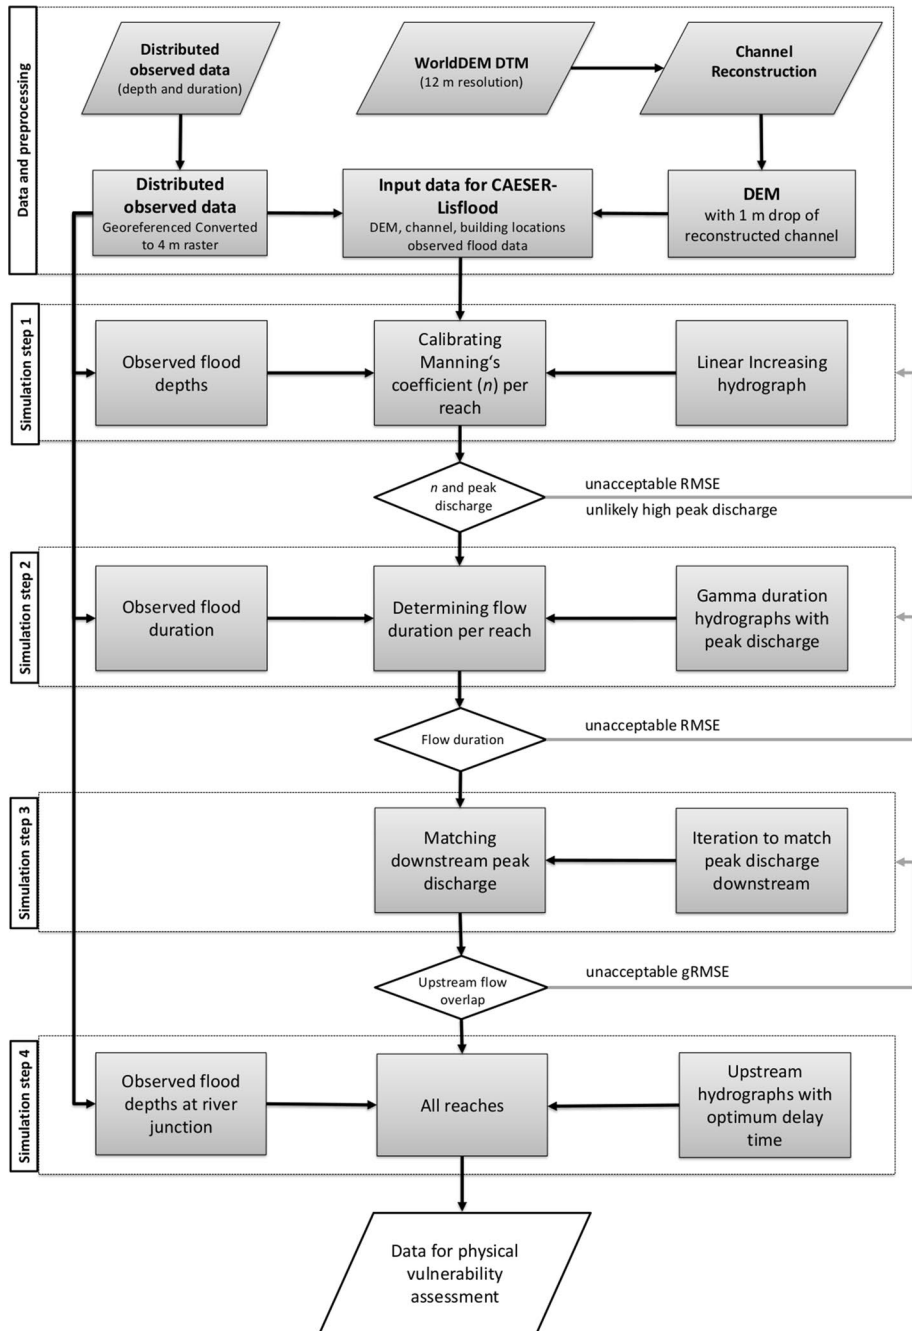 Data and preprocessing
Distributed
observed data
(depth and duration)
WorldDEM DTM
(12 m resolution)
Channel
Reconstruction
Distributed
observed data
Georeferenced Converted
to 4 m raster
Input data for CAESER-
Lisflood
DEM, channel, building locations
observed flood data
DEM
with 1 m drop of
reconstructed channel
Simulation step 1
Observed flood
depths
Calibrating
Manning‘s
coefficient (n) per
reach
Linear Increasing
hydrograph
n and peak
discharge
unacceptable RMSE
unlikely high peak discharge
Simulation step 2
Observed flood
duration
Determining flow
duration per reach
Gamma duration
hydrographs with
peak discharge
Flow duration
unacceptable RMSE
Simulation step 3
Matching
downstream peak
discharge
Iteration to match
peak discharge
downstream
Upstream flow
overlap
unacceptable gRMSE
Simulation step 4
Observed flood
depths at river
junction
All reaches
Upstream
hydrographs with
optimum delay
time
Data for physical
vulnerability
assessment